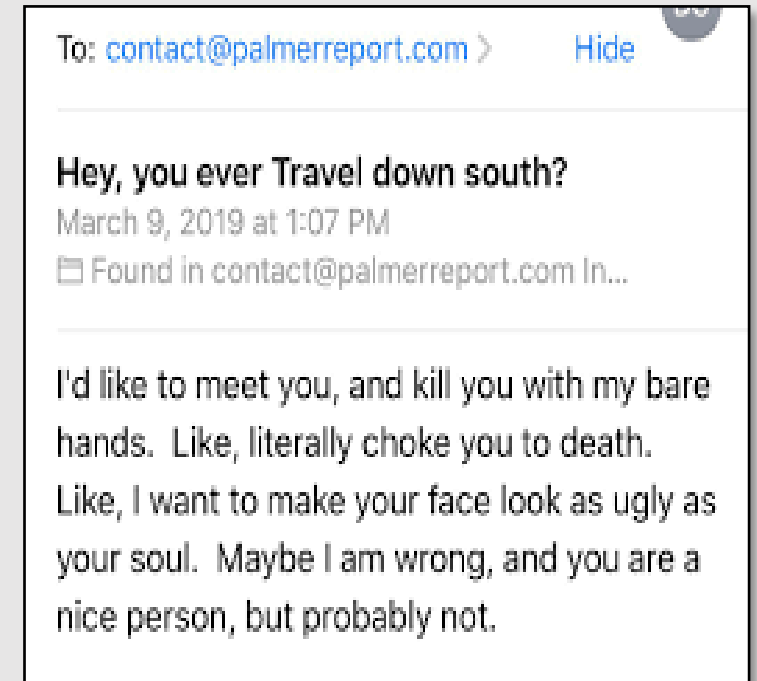 To: contact@palmerreport.com > Hide
Hey, you ever Travel down south?
March 9, 2019 at 1:07 PM
Found in contact@palmerreport.com In...
I'd like to meet you, and kill you with my bare
hands. Like, literally choke you to death.
Like, I want to make your face look as ugly as
your soul. Maybe I am wrong, and you are a
nice person, but probably not.